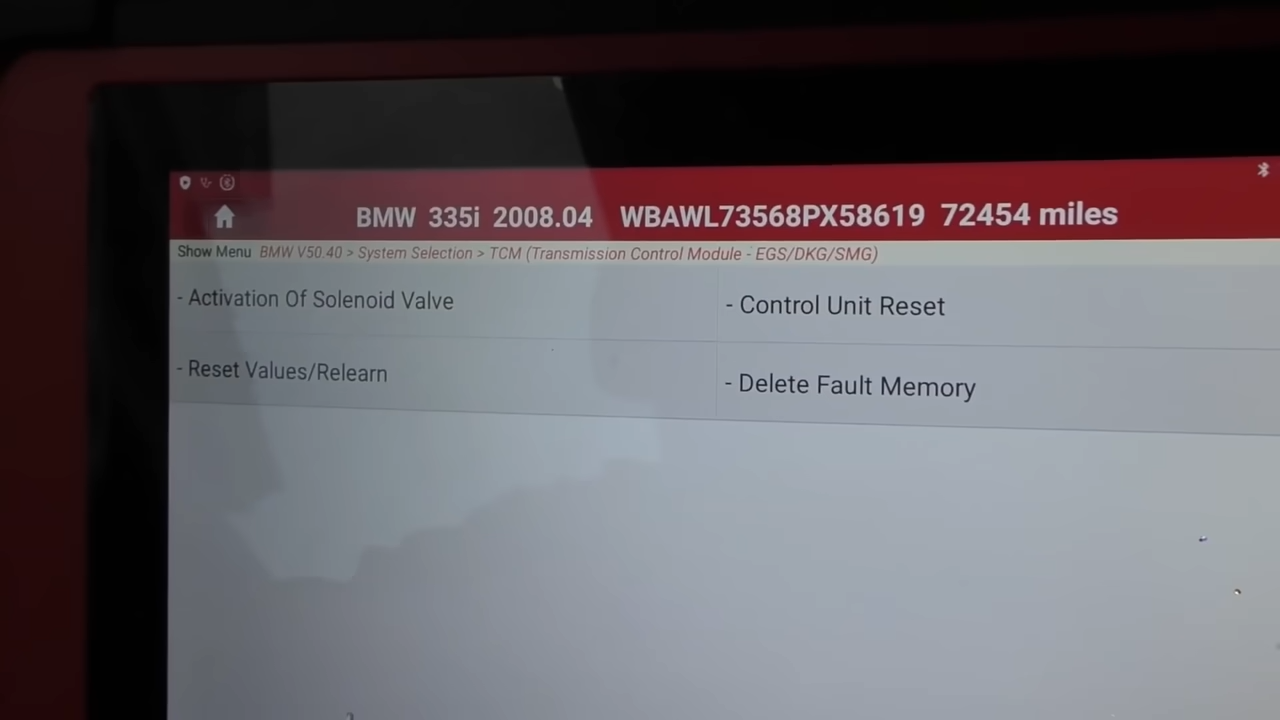 BMW 335i 2008.04 WBAWL73568PX58619 72454 miles
Show Menu BMW V50.40 > System Selection > TCM (Transmission Control Module - EGS/DKG/SMG)
- Activation Of Solenoid Valve
- Control Unit Reset
- Reset Values/Relearn
- Delete Fault Memory